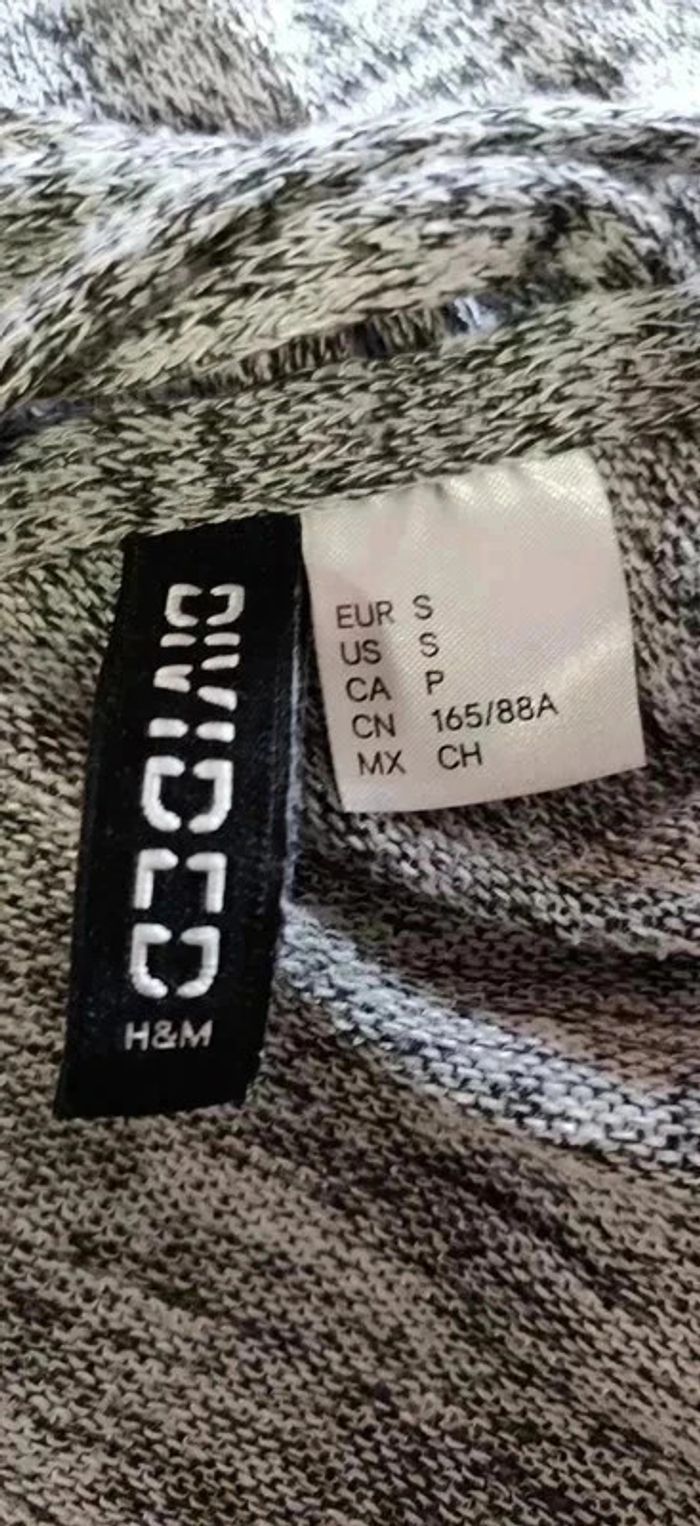 DIVIDED
H&M
EUR S
US S
CA P
CN 165/88A
MX CH